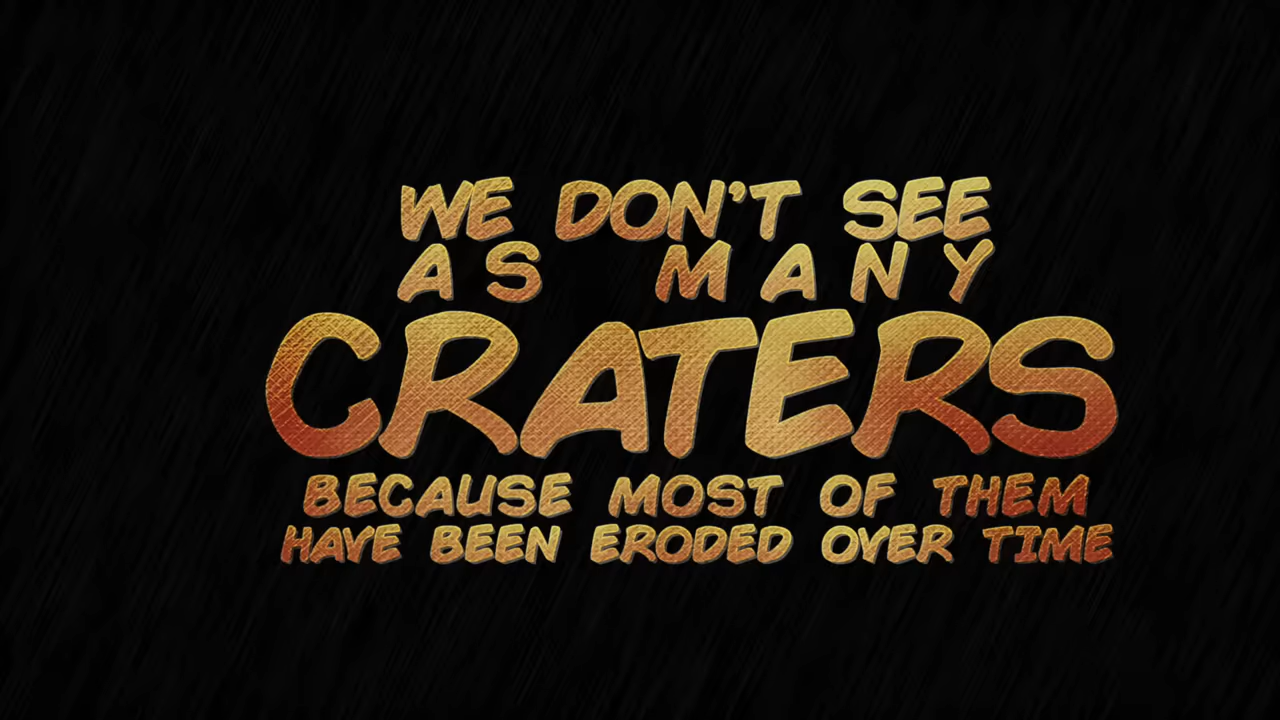 WE DON'T SEE
AS MANY
CRATERS
BECAUSE MOST OF THEM
HAVE BEEN ERODED OVER TIME